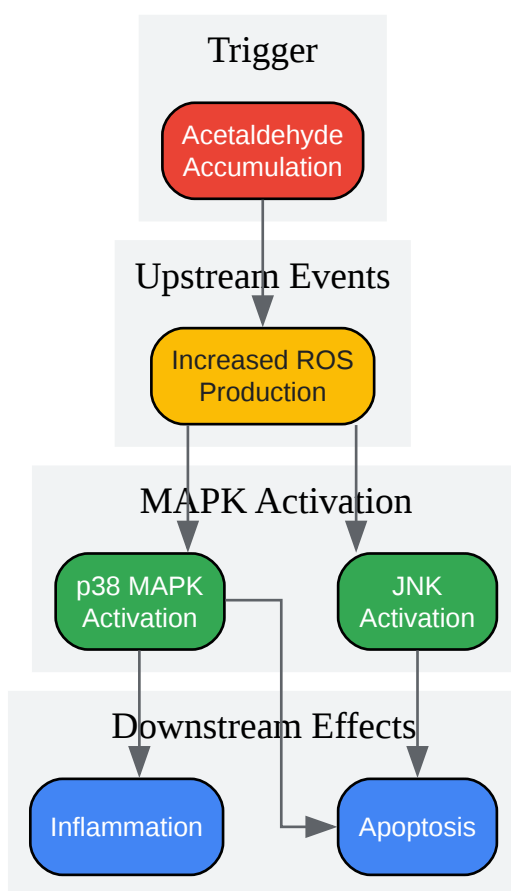 Trigger
Acetaldehyde
Accumulation
Upstream Events
Increased ROS
Production
MAPK Activation
p38 MAPK
Activation
JNK
Activation
Downstream Effects
Inflammation
Apoptosis